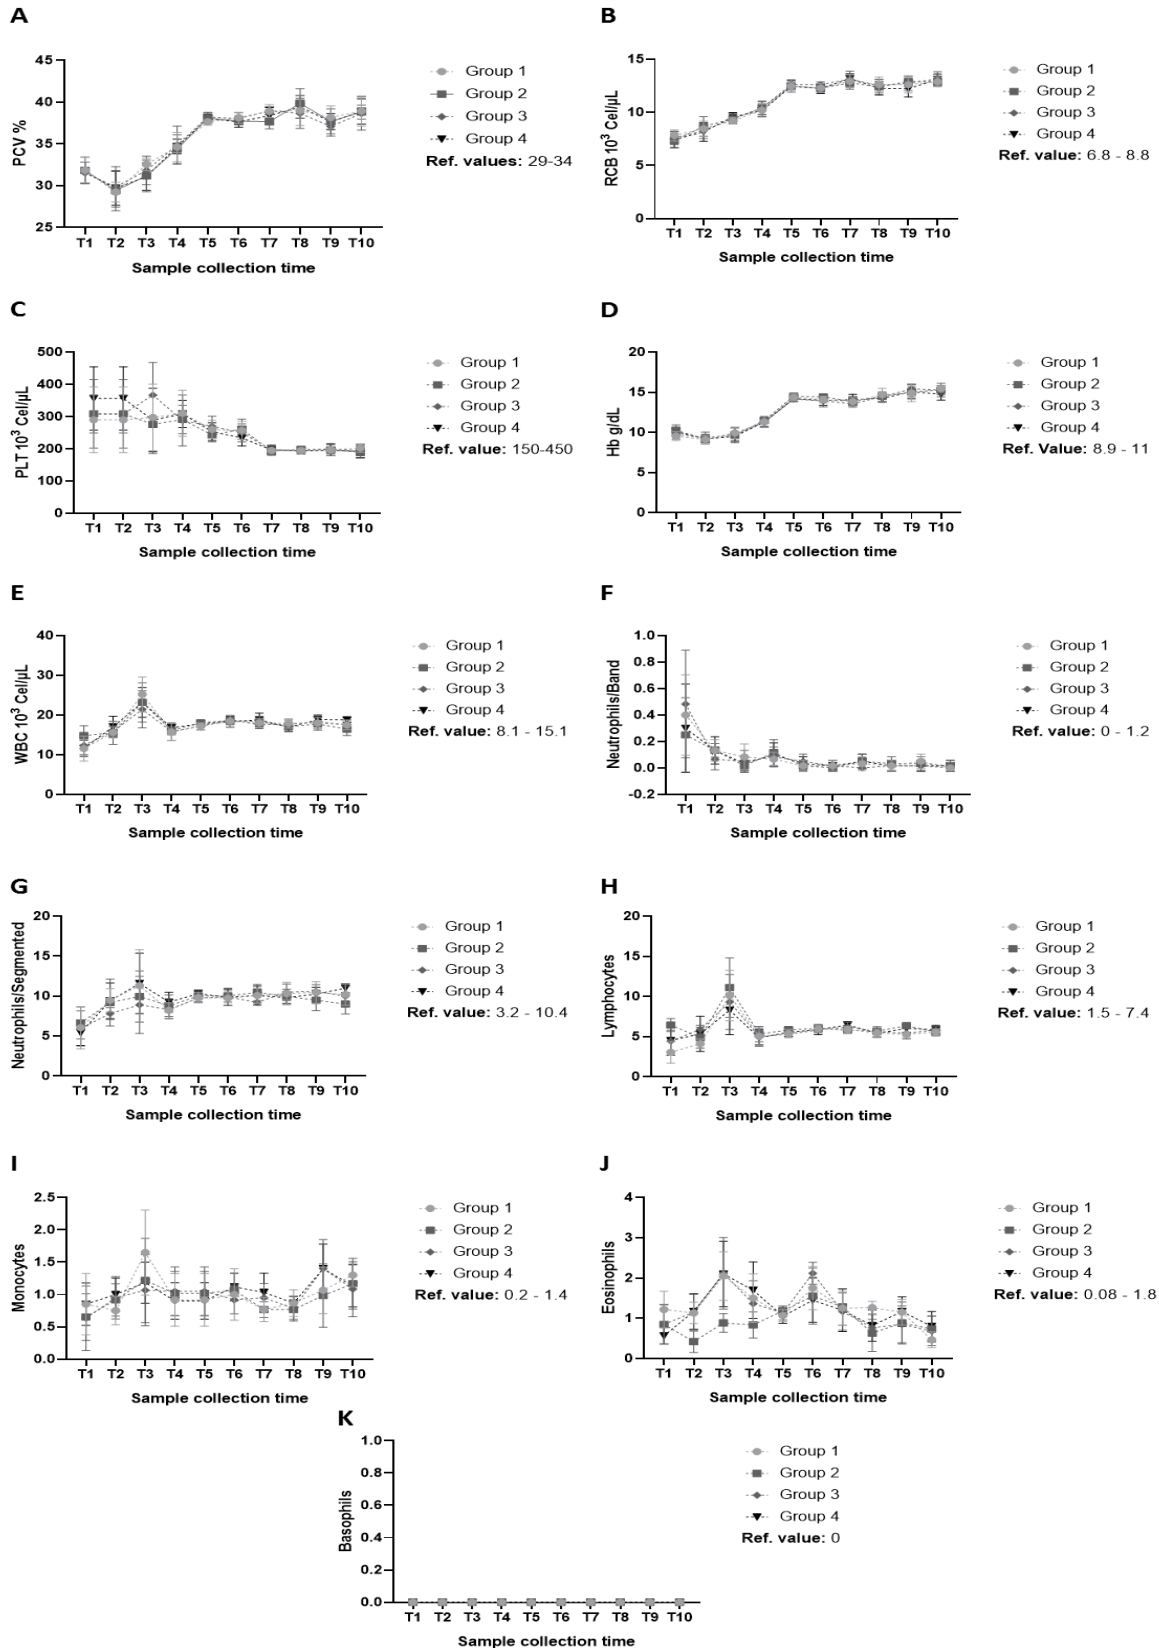 A
45
40
35
30
25
PCV %
T1 T2 T3 T4 T5 T6 T7 T8 T9 T10
Sample collection time
Group 1
Group 2
Group 3
Group 4
Ref. values: 29-34
B
15
10
5
0
RCB 10³ Cel/µL
T1 T2 T3 T4 T5 T6 T7 T8 T9 T10
Sample collection time
Group 1
Group 2
Group 3
Group 4
Ref. value: 6.8 - 8.8
C
500
400
300
200
100
0
PLT 10³ Cel/µL
T1 T2 T3 T4 T5 T6 T7 T8 T9 T10
Sample collection time
Group 1
Group 2
Group 3
Group 4
Ref. value: 150-450
D
20
15
10
5
0
Hb g/dL
T1 T2 T3 T4 T5 T6 T7 T8 T9 T10
Sample collection time
Group 1
Group 2
Group 3
Group 4
Ref. Value: 8.9 - 11
E
40
30
20
10
0
WBC 10³ Cel/µL
T1 T2 T3 T4 T5 T6 T7 T8 T9 T10
Sample collection time
Group 1
Group 2
Group 3
Group 4
Ref. value: 8.1 - 15.1
F
1.0
0.8
0.6
0.4
0.2
0.0
-0.2
Neutrophils/Band
T1 T2 T3 T4 T5 T6 T7 T8 T9 T10
Sample collection time
Group 1
Group 2
Group 3
Group 4
Ref. value: 0 - 1.2
G
20
15
10
5
0
Neutrophils/Segmented
T1 T2 T3 T4 T5 T6 T7 T8 T9 T10
Sample collection time
Group 1
Group 2
Group 3
Group 4
Ref. value: 3.2 - 10.4
H
20
15
10
5
0
Lymphocytes
T1 T2 T3 T4 T5 T6 T7 T8 T9 T10
Sample collection time
Group 1
Group 2
Group 3
Group 4
Ref. value: 1.5 - 7.4
I
2.5
2.0
1.5
1.0
0.5
0.0
Monocytes
T1 T2 T3 T4 T5 T6 T7 T8 T9 T10
Sample collection time
Group 1
Group 2
Group 3
Group 4
Ref. value: 0.2 - 1.4
J
4
3
2
1
0
Eosinophils
T1 T2 T3 T4 T5 T6 T7 T8 T9 T10
Sample collection time
Group 1
Group 2
Group 3
Group 4
Ref. value: 0.08 - 1.8
K
1.0
0.8
0.6
0.4
0.2
0.0
Basophils
T1 T2 T3 T4 T5 T6 T7 T8 T9 T10
Sample collection time
Group 1
Group 2
Group 3
Group 4
Ref. value: 0